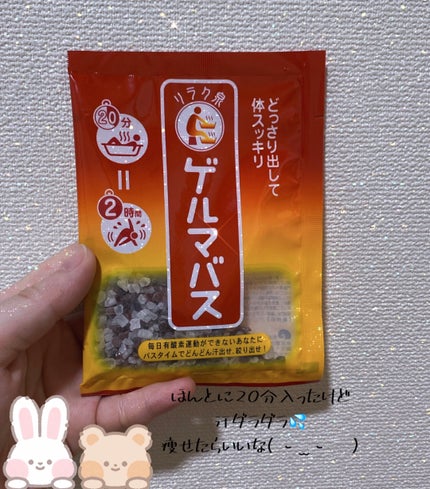 どっさり出して
体スッキリ
リラク泉
ゲルマバス
20分
=
2時間
毎日有酸素運動ができないあなたに
バスタイムでどんどん汗出せ、絞り出せ!
ほんとに20分入ったけど
汗ダラダラ💦
痩せたらいいな( ˘ ˘ )